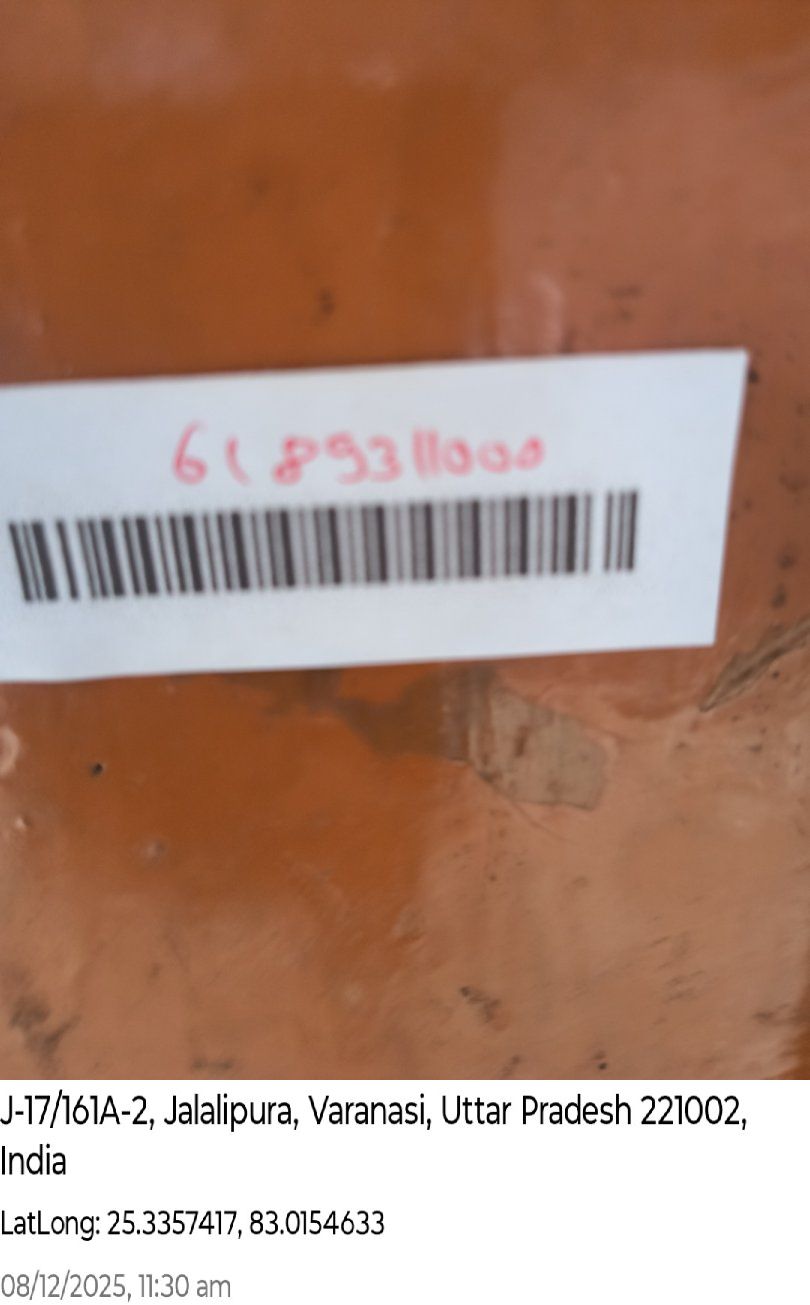 6189311000
J-17/161A-2, Jalalipura, Varanasi, Uttar Pradesh 221002,
India
LatLong: 25.3357417, 83.0154633
08/12/2025, 11:30 am